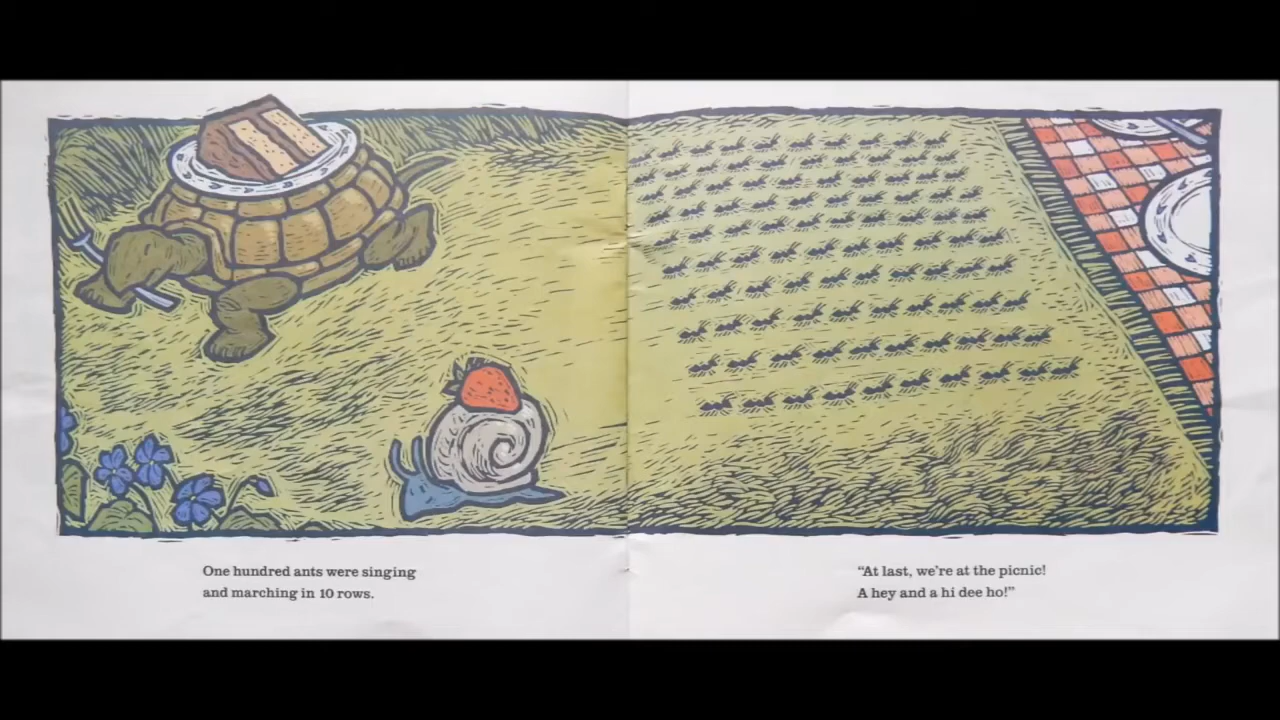 One hundred ants were singing
and marching in 10 rows.
“At last, we’re at the picnic!
A hey and a hi dee ho!”